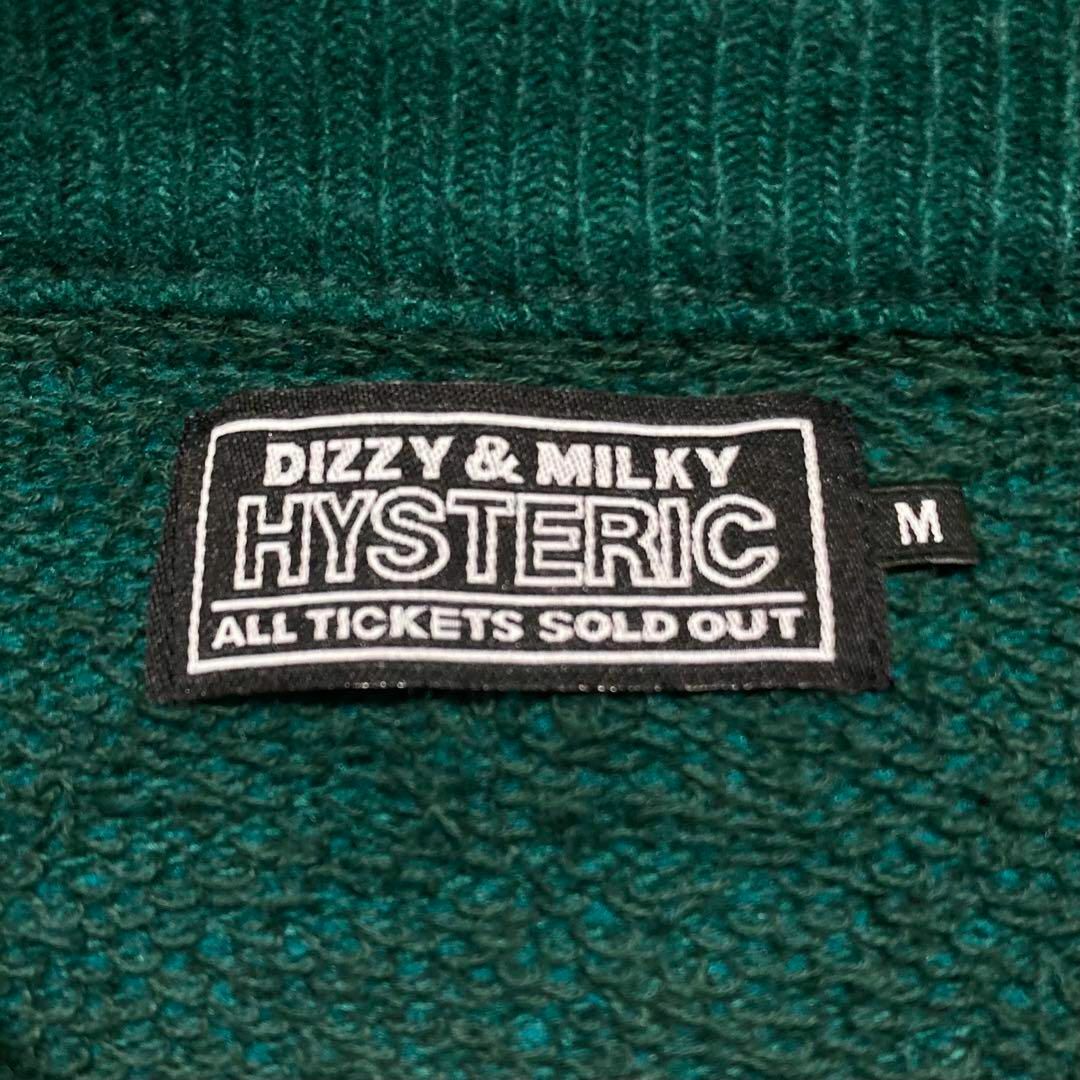 DIZZY & MILKY
HYSTERIC
ALL TICKETS SOLD OUT
M